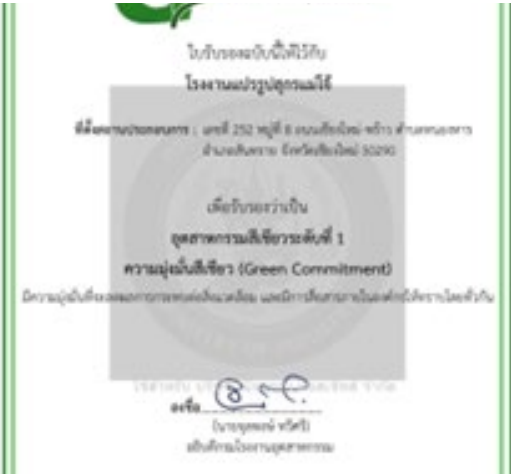 ใบรับรองฉบับนี้ให้ไว้กับ
โรงงานแปรรูปสุกรแม่โจ้
ที่ตั้งสถานประกอบการ : เลขที่ 252 หมู่ที่ 8 ถนนเชียงใหม่-พร้าว ตำบลหนองหาร
อำเภอสันทราย จังหวัดเชียงใหม่ 50290
เพื่อรับรองว่าเป็น
อุตสาหกรรมสีเขียวระดับที่ 1
ความมุ่งมั่นสีเขียว (Green Commitment)
มีความมุ่งมั่นที่จะลดผลกระทบต่อสิ่งแวดล้อม และมีการสื่อสารภายในองค์กรให้ทราบโดยทั่วกัน
ใช้สำหรับ จำกัด
ลงชื่อ
(นายจุลพงษ์ ทวีศรี)
อธิบดีกรมโรงงานอุตสาหกรรม